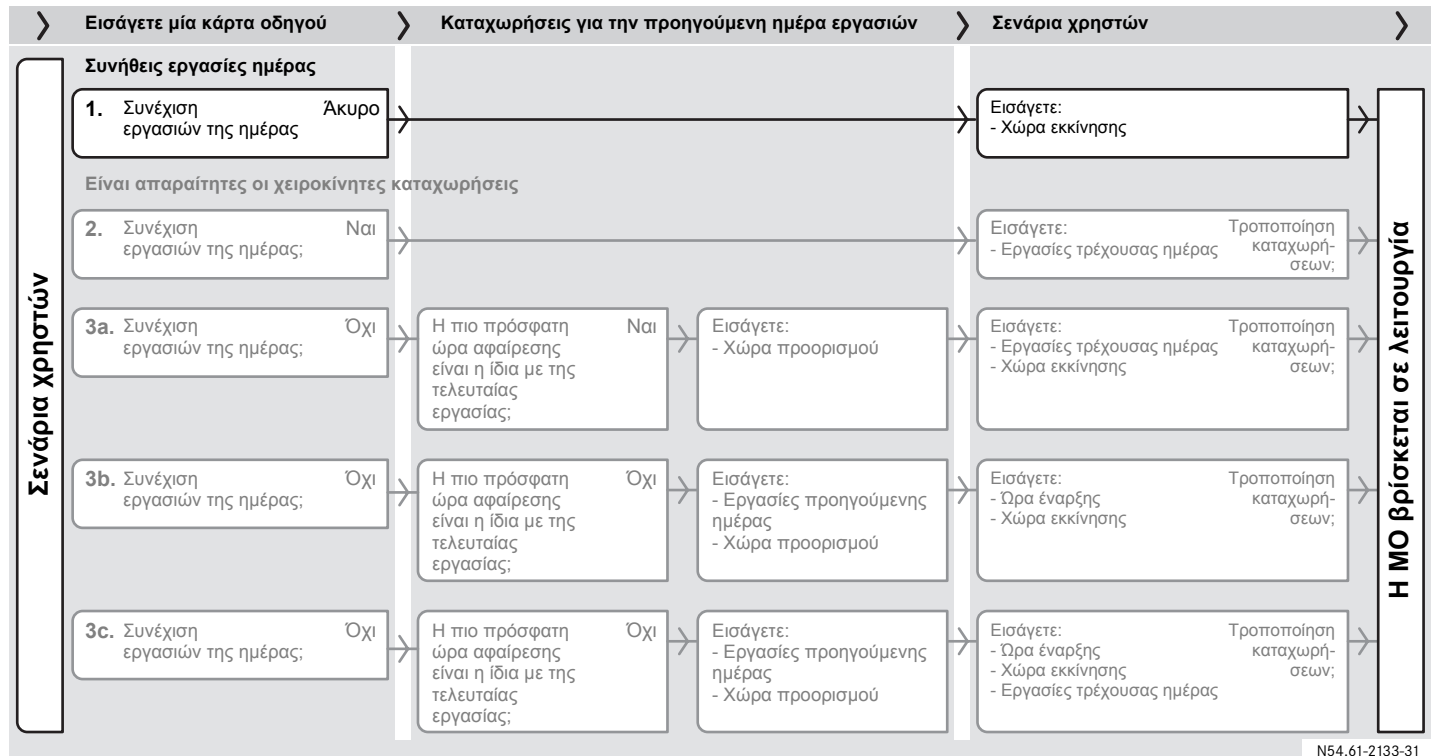 Εισάγετε μία κάρτα οδηγού
Καταχωρήσεις για την προηγούμενη ημέρα εργασιών
Σενάρια χρηστών
Σενάρια χρηστών
Συνήθεις εργασίες ημέρας
1. Συνέχιση Άκυρο
εργασιών της ημέρας
Εισάγετε:
- Χώρα εκκίνησης
Είναι απαραίτητες οι χειροκίνητες καταχωρήσεις
2. Συνέχιση Ναι
εργασιών της ημέρας;
Εισάγετε:
- Εργασίες τρέχουσας ημέρας
Τροποποίηση
καταχωρή-
σεων;
3a. Συνέχιση Όχι
εργασιών της ημέρας;
Η πιο πρόσφατη Ναι
ώρα αφαίρεσης
είναι η ίδια με της
τελευταίας
εργασίας;
Εισάγετε:
- Χώρα προορισμού
Εισάγετε:
- Εργασίες τρέχουσας ημέρας
- Χώρα εκκίνησης
Τροποποίηση
καταχωρή-
σεων;
3b. Συνέχιση Όχι
εργασιών της ημέρας;
Η πιο πρόσφατη Όχι
ώρα αφαίρεσης
είναι η ίδια με της
τελευταίας
εργασίας;
Εισάγετε:
- Εργασίες προηγούμενης
ημέρας
- Χώρα προορισμού
Εισάγετε:
- Ώρα έναρξης
- Χώρα εκκίνησης
Τροποποίηση
καταχωρή-
σεων;
3c. Συνέχιση Όχι
εργασιών της ημέρας;
Η πιο πρόσφατη Όχι
ώρα αφαίρεσης
είναι η ίδια με της
τελευταίας
εργασίας;
Εισάγετε:
- Εργασίες προηγούμενης
ημέρας
- Χώρα προορισμού
Εισάγετε:
- Ώρα έναρξης
- Χώρα εκκίνησης
- Εργασίες τρέχουσας ημέρας
Τροποποίηση
καταχωρή-
σεων;
Η ΜΟ βρίσκεται σε λειτουργία
N54.61-2133-31